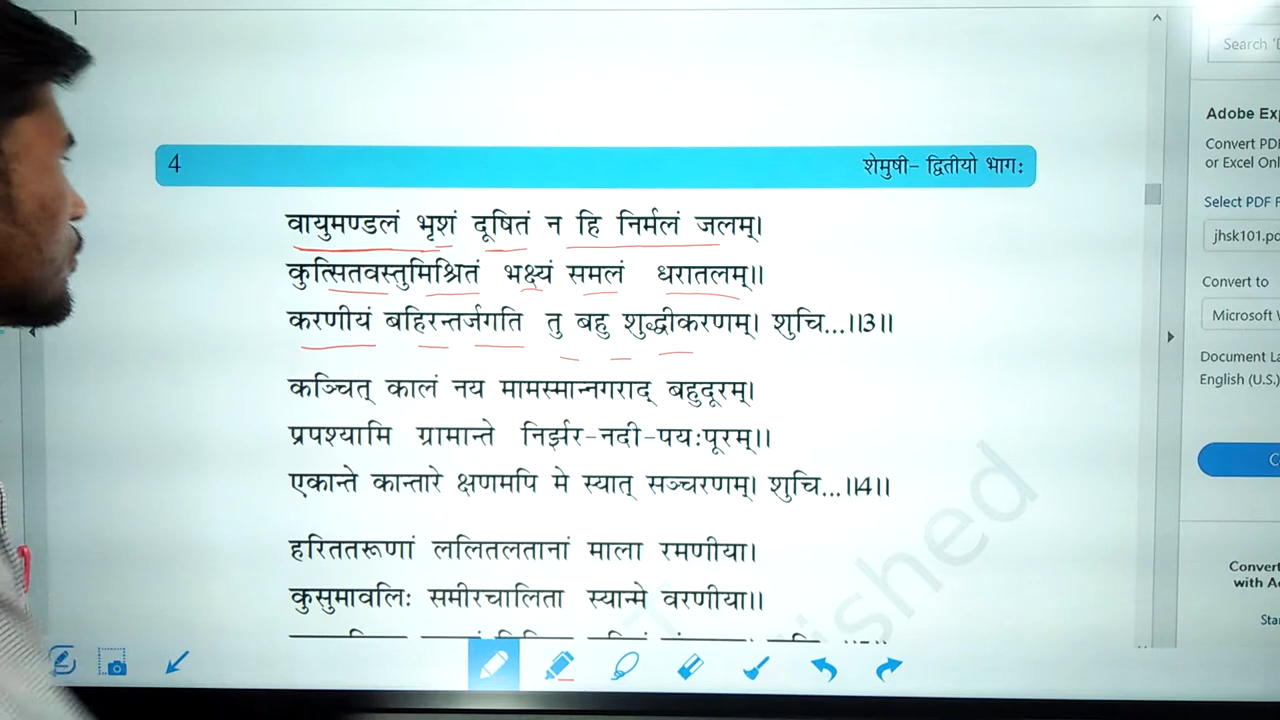 4 शेमुषी- द्वितीयो भागः
वायुमण्डलं भृशं दूषितं न हि निर्मलं जलम्।
कुत्सितवस्तुमिश्रितं भक्ष्यं समलं धरातलम्।।
करणीयं बहिरन्तर्जगति तु बहु शुद्धीकरणम्। शुचि...।।3।।
कञ्चित् कालं नय मामस्मान्नगराद् बहुदूरम्।
प्रपश्यामि ग्रामान्ते निर्झर-नदी-पयःपूरम्।।
एकान्ते कान्तारे क्षणमपि मे स्यात् सञ्चरणम्। शुचि...।।4।।
हरिततरूणां ललितलतानां माला रमणीया।
कुसुमावलिः समीरचालिता स्यान्मे वरणीया।।
Search
Adobe Exp
Convert PDF
or Excel Onl
Select PDF F
jhsk101.pd
Convert to
Microsoft W
Document La
English (U.S.)
Convert
with A